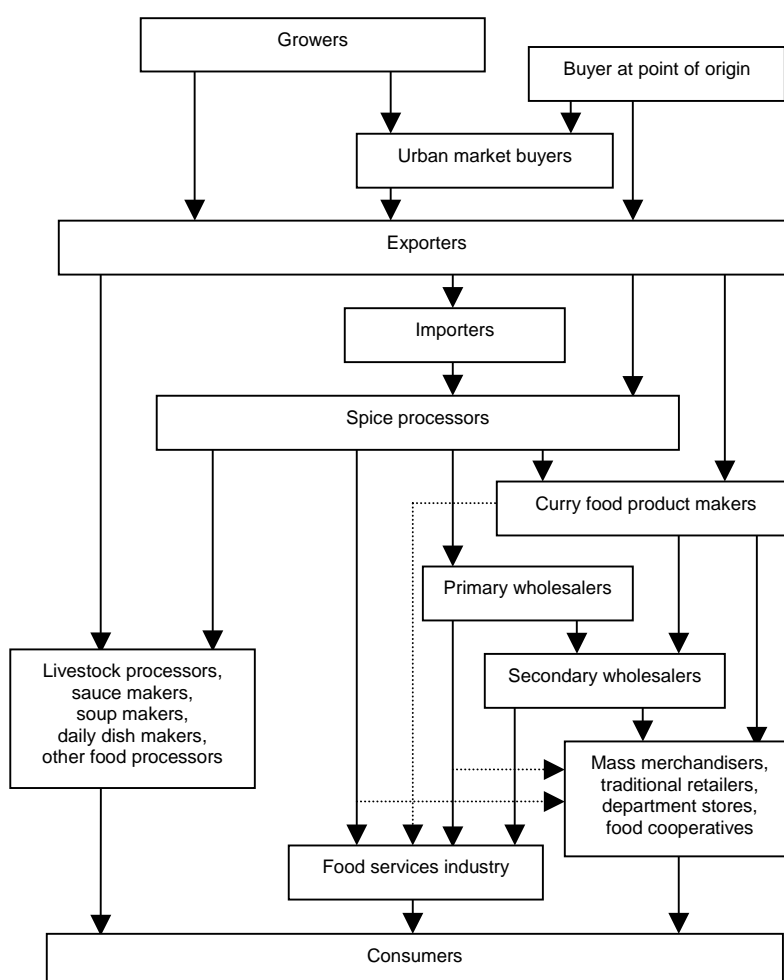 Growers
Buyer at point of origin
Urban market buyers
Exporters
Importers
Spice processors
Curry food product makers
Primary wholesalers
Livestock processors,
sauce makers,
soup makers,
daily dish makers,
other food processors
Secondary wholesalers
Mass merchandisers,
traditional retailers,
department stores,
food cooperatives
Food services industry
Consumers